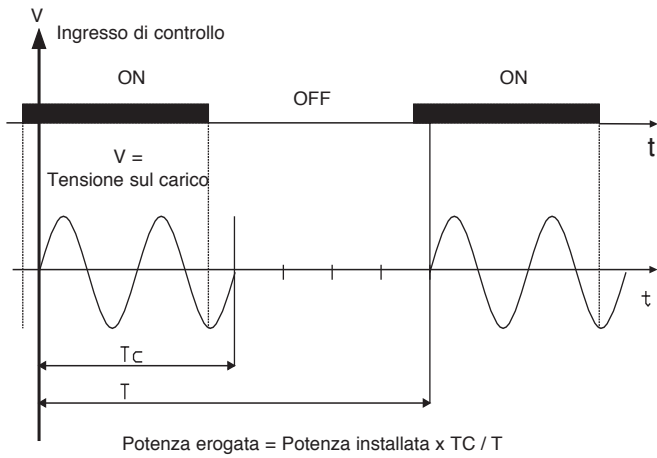 V
Ingresso di controllo
ON
OFF
ON
t
V =
Tensione sul carico
t
Tc
T
Potenza erogata = Potenza installata x TC / T